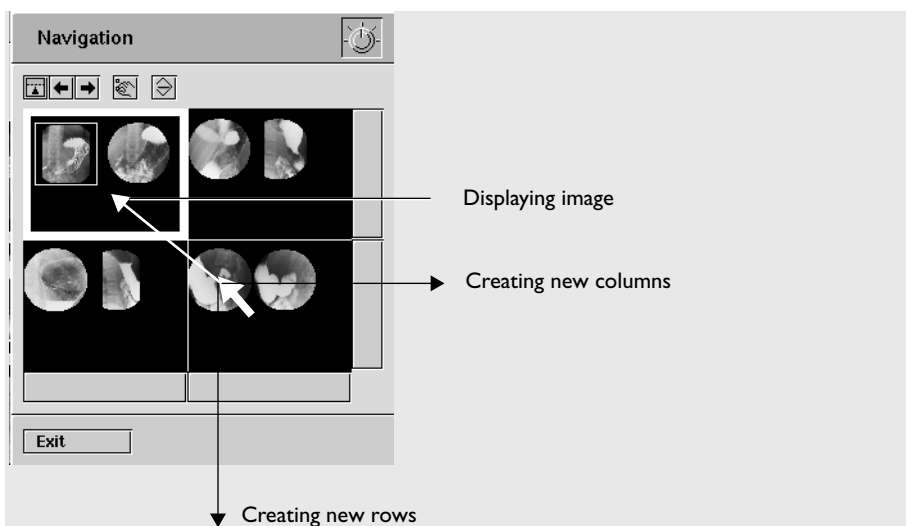 Navigation
Displaying image
Creating new columns
Exit
Creating new rows